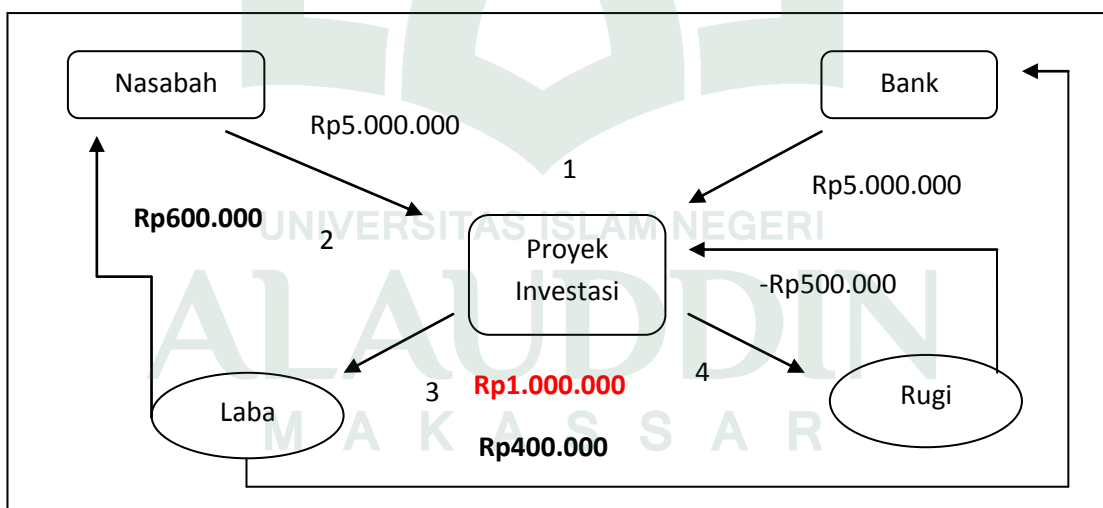 Nasabah
Bank
Rp5.000.000
1
Rp5.000.000
Rp600.000
2
UNIVERSITAS ISLAM NEGERI
Proyek
Investasi
-Rp500.000
ALAUDDIN
3
Rp1.000.000
4
Laba
Rugi
MAKASSAR
Rp400.000